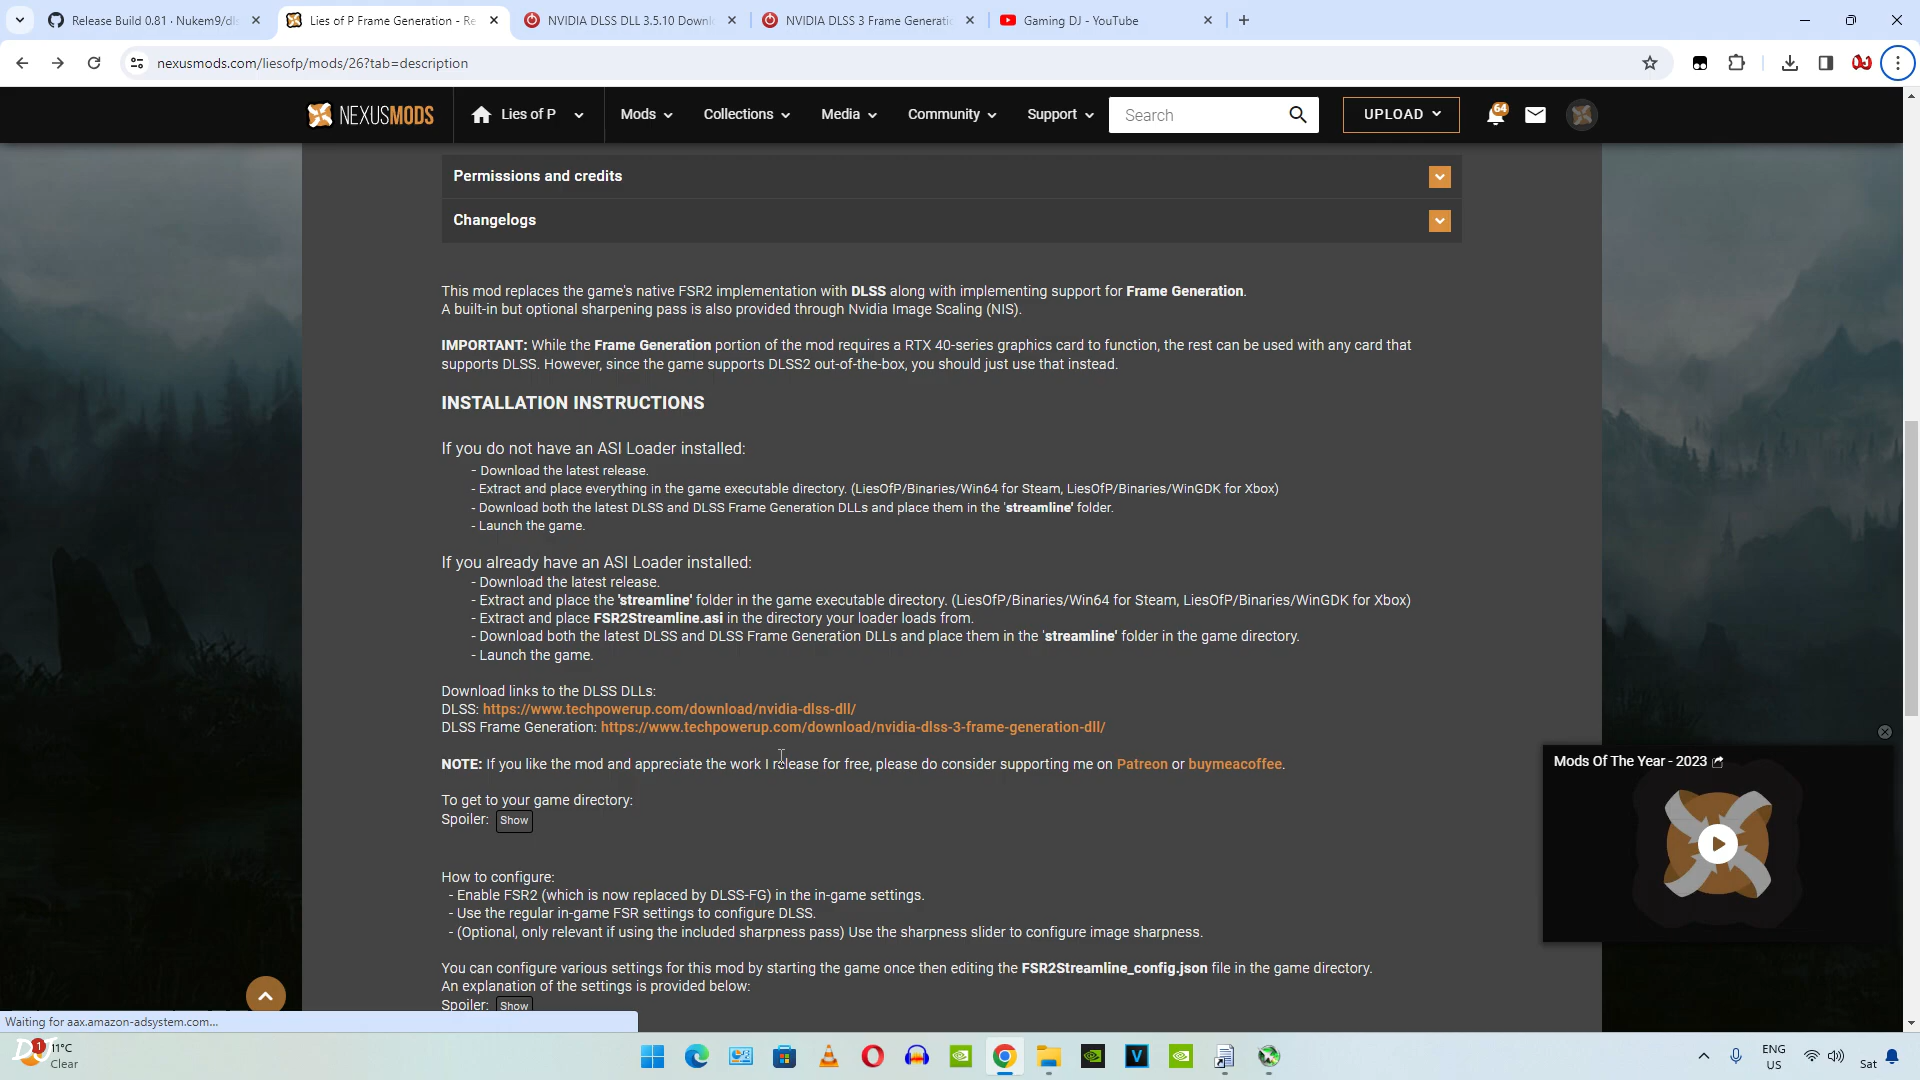 Release Build 0.81 · Nukem9/dl
Lies of P Frame Generation - Re
NVIDIA DLSS DLL 3.5.10 Downl
NVIDIA DLSS 3 Frame Generati
Gaming DJ - YouTube
nexusmods.com/liesofp/mods/26?tab=description
NEXUSMODS
Lies of P
Mods
Collections
Media
Community
Support
Search
UPLOAD
64
Permissions and credits
Changelogs
This mod replaces the game's native FSR2 implementation with DLSS along with implementing support for Frame Generation.
A built-in but optional sharpening pass is also provided through Nvidia Image Scaling (NIS).
IMPORTANT: While the Frame Generation portion of the mod requires a RTX 40-series graphics card to function, the rest can be used with any card that
supports DLSS. However, since the game supports DLSS2 out-of-the-box, you should just use that instead.
INSTALLATION INSTRUCTIONS
If you do not have an ASI Loader installed:
- Download the latest release.
- Extract and place everything in the game executable directory. (LiesOfP/Binaries/Win64 for Steam, LiesOfP/Binaries/WinGDK for Xbox)
- Download both the latest DLSS and DLSS Frame Generation DLLs and place them in the 'streamline' folder.
- Launch the game.
If you already have an ASI Loader installed:
- Download the latest release.
- Extract and place the 'streamline' folder in the game executable directory. (LiesOfP/Binaries/Win64 for Steam, LiesOfP/Binaries/WinGDK for Xbox)
- Extract and place FSR2Streamline.asi in the directory your loader loads from.
- Download both the latest DLSS and DLSS Frame Generation DLLs and place them in the 'streamline' folder in the game directory.
- Launch the game.
Download links to the DLSS DLLs:
DLSS: https://www.techpowerup.com/download/nvidia-dlss-dll/
DLSS Frame Generation: https://www.techpowerup.com/download/nvidia-dlss-3-frame-generation-dll/
NOTE: If you like the mod and appreciate the work I release for free, please do consider supporting me on Patreon or buymeacoffee.
Mods Of The Year - 2023
To get to your game directory:
Spoiler: Show
How to configure:
- Enable FSR2 (which is now replaced by DLSS-FG) in the in-game settings.
- Use the regular in-game FSR settings to configure DLSS.
- (Optional, only relevant if using the included sharpness pass) Use the sharpness slider to configure image sharpness.
You can configure various settings for this mod by starting the game once then editing the FSR2Streamline_config.json file in the game directory.
An explanation of the settings is provided below:
Spoiler: Show
Waiting for aax.amazon-adsystem.com...
DJ
1
11°C
Clear
V
ENG
US
Sat